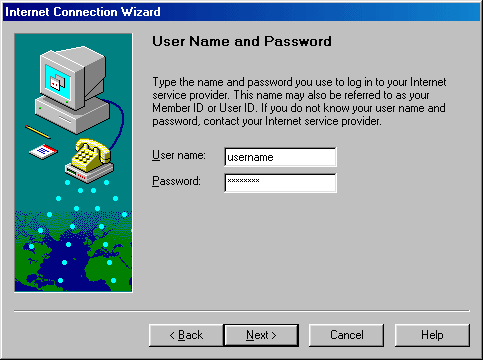 Internet Connection Wizard
User Name and Password
Type the name and password you use to log in to your Internet
service provider. This name may also be referred to as your
Member ID or User ID. If you do not know your user name and
password, contact your Internet service provider.
User name: username
Password: xxxxxxxx
< Back Next > Cancel Help